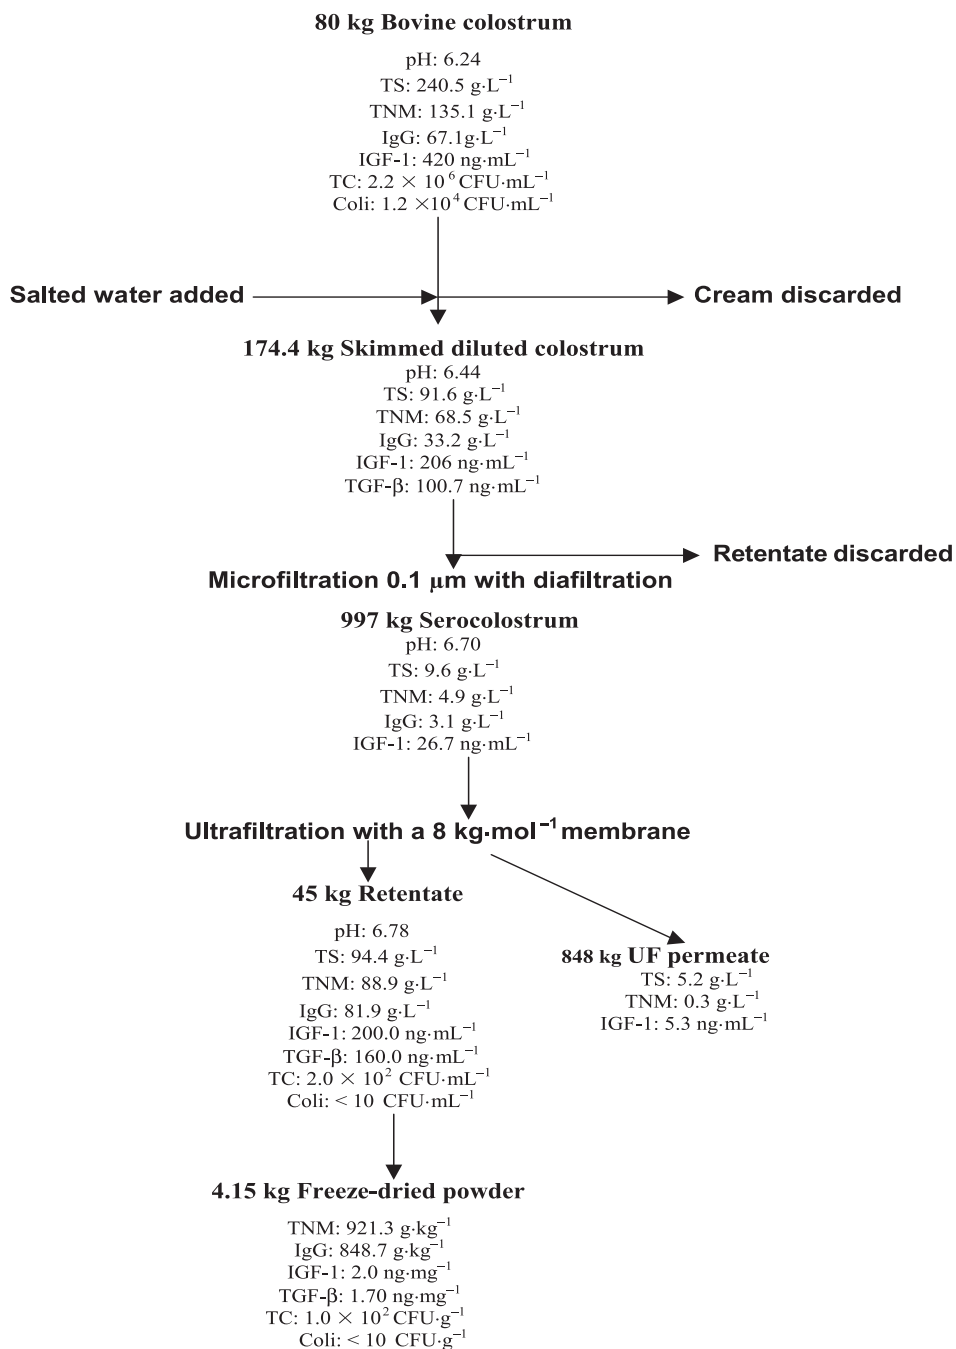 80 kg Bovine colostrum
pH: 6.24
TS: 240.5 g·L⁻¹
TNM: 135.1 g·L⁻¹
IgG: 67.1g·L⁻¹
IGF-1: 420 ng·mL⁻¹
TC: 2.2 × 10⁶ CFU·mL⁻¹
Coli: 1.2 ×10⁴ CFU·mL⁻¹
Salted water added
Cream discarded
174.4 kg Skimmed diluted colostrum
pH: 6.44
TS: 91.6 g·L⁻¹
TNM: 68.5 g·L⁻¹
IgG: 33.2 g·L⁻¹
IGF-1: 206 ng·mL⁻¹
TGF-β: 100.7 ng·mL⁻¹
Retentate discarded
Microfiltration 0.1 µm with diafiltration
997 kg Serocolostrum
pH: 6.70
TS: 9.6 g·L⁻¹
TNM: 4.9 g·L⁻¹
IgG: 3.1 g·L⁻¹
IGF-1: 26.7 ng·mL⁻¹
Ultrafiltration with a 8 kg·mol⁻¹ membrane
45 kg Retentate
pH: 6.78
TS: 94.4 g·L⁻¹
TNM: 88.9 g·L⁻¹
IgG: 81.9 g·L⁻¹
IGF-1: 200.0 ng·mL⁻¹
TGF-β: 160.0 ng·mL⁻¹
TC: 2.0 × 10² CFU·mL⁻¹
Coli: < 10 CFU·mL⁻¹
848 kg UF permeate
TS: 5.2 g·L⁻¹
TNM: 0.3 g·L⁻¹
IGF-1: 5.3 ng·mL⁻¹
4.15 kg Freeze-dried powder
TNM: 921.3 g·kg⁻¹
IgG: 848.7 g·kg⁻¹
IGF-1: 2.0 ng·mg⁻¹
TGF-β: 1.70 ng·mg⁻¹
TC: 1.0 × 10² CFU·g⁻¹
Coli: < 10 CFU·g⁻¹